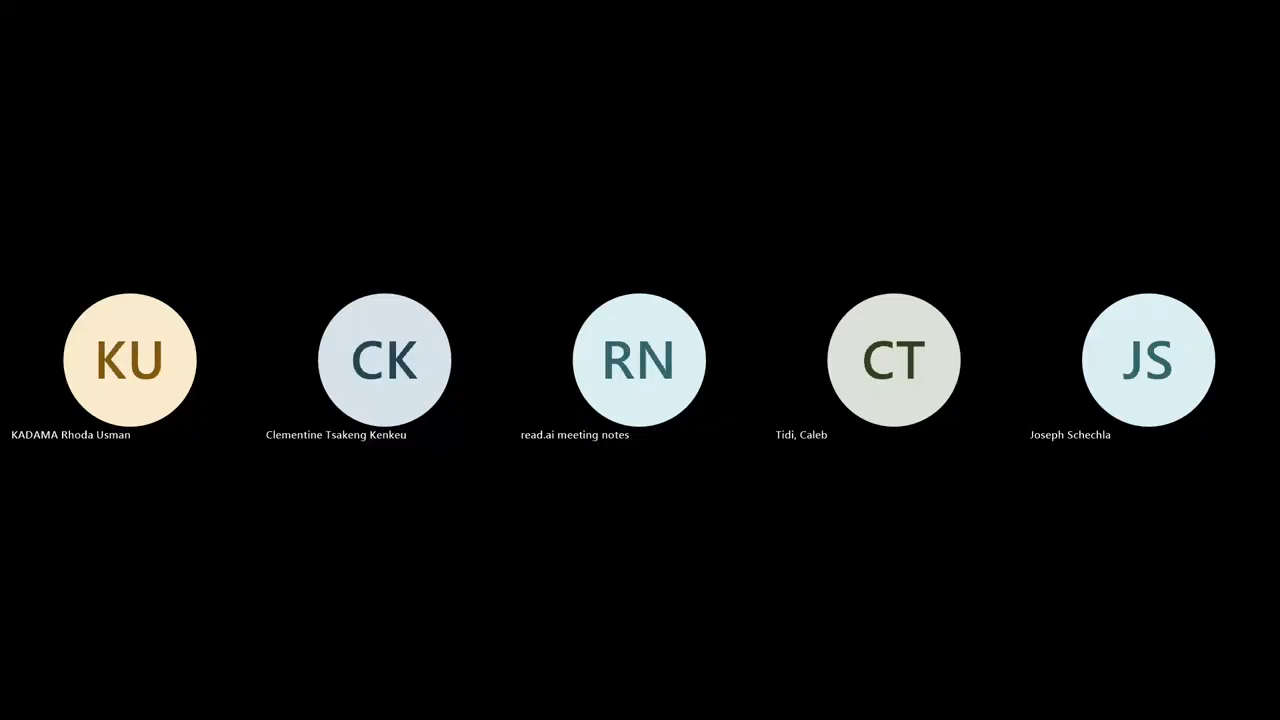 KU
CK
RN
CT
JS
KADAMA Rhoda Usman
Clementine Tsakeng Kenkeu
read.ai meeting notes
Tidi, Caleb
Joseph Schechla